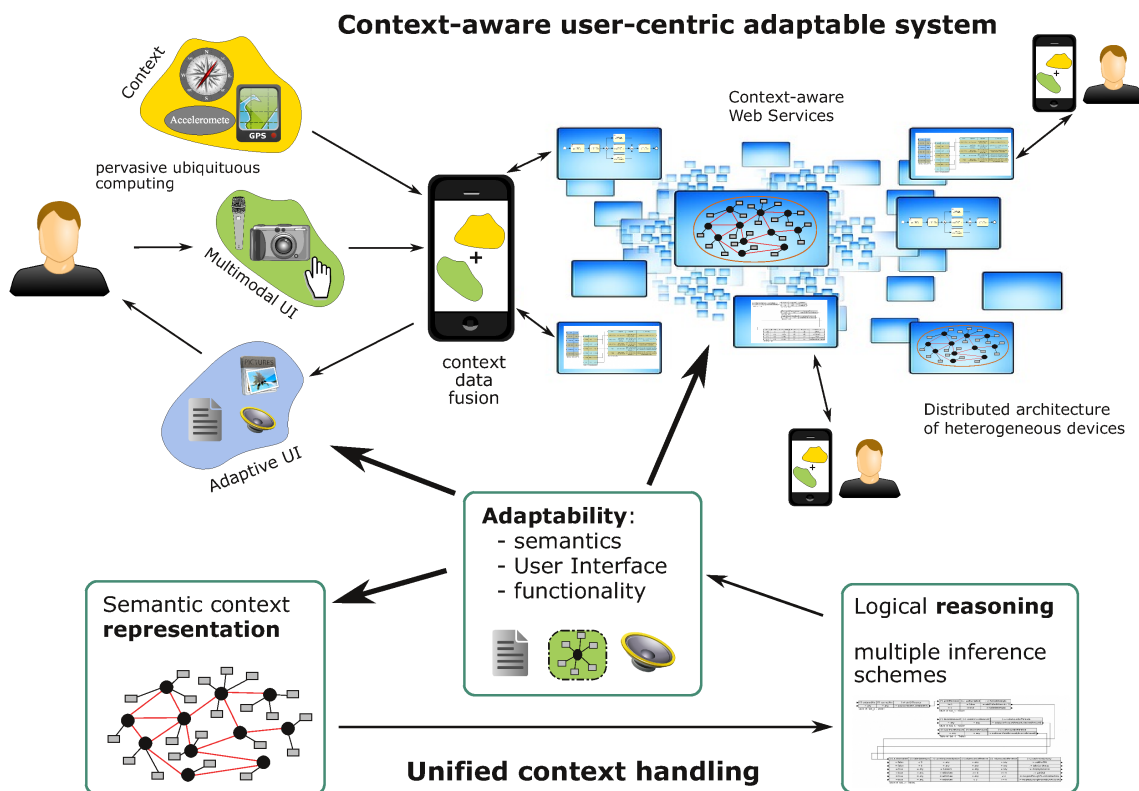 Context-aware user-centric adaptable system
Context
Acceleromete
GPS
pervasive ubiquituous
computing
Multimodal UI
PICTURES
Adaptive UI
+
context
data
fusion
Context-aware
Web Services
+
Distributed architecture
of heterogeneous devices
+
Adaptability:
- semantics
- User Interface
- functionality
Semantic context
representation
Logical reasoning
multiple inference
schemes
Unified context handling